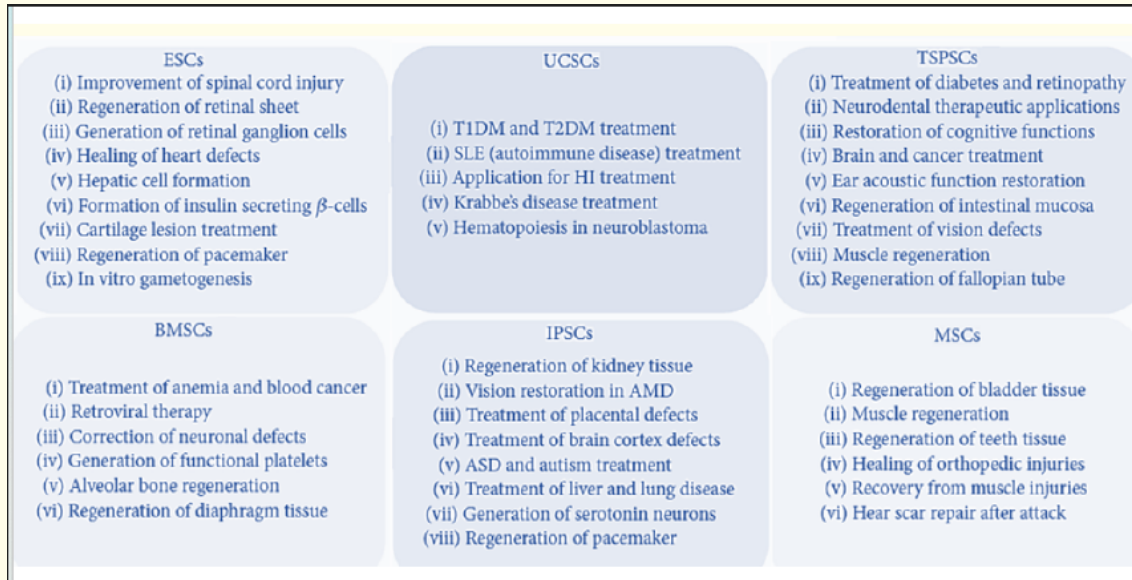 ESCs
(i) Improvement of spinal cord injury
(ii) Regeneration of retinal sheet
(iii) Generation of retinal ganglion cells
(iv) Healing of heart defects
(v) Hepatic cell formation
(vi) Formation of insulin secreting β-cells
(vii) Cartilage lesion treatment
(viii) Regeneration of pacemaker
(ix) In vitro gametogenesis
UCSCs
(i) T1DM and T2DM treatment
(ii) SLE (autoimmune disease) treatment
(iii) Application for HI treatment
(iv) Krabbe's disease treatment
(v) Hematopoiesis in neuroblastoma
TSPSCs
(i) Treatment of diabetes and retinopathy
(ii) Neurodental therapeutic applications
(iii) Restoration of cognitive functions
(iv) Brain and cancer treatment
(v) Ear acoustic function restoration
(vi) Regeneration of intestinal mucosa
(vii) Treatment of vision defects
(viii) Muscle regeneration
(ix) Regeneration of fallopian tube
BMSCs
(i) Treatment of anemia and blood cancer
(ii) Retroviral therapy
(iii) Correction of neuronal defects
(iv) Generation of functional platelets
(v) Alveolar bone regeneration
(vi) Regeneration of diaphragm tissue
IPSCs
(i) Regeneration of kidney tissue
(ii) Vision restoration in AMD
(iii) Treatment of placental defects
(iv) Treatment of brain cortex defects
(v) ASD and autism treatment
(vi) Treatment of liver and lung disease
(vii) Generation of serotonin neurons
(viii) Regeneration of pacemaker
MSCs
(i) Regeneration of bladder tissue
(ii) Muscle regeneration
(iii) Regeneration of teeth tissue
(iv) Healing of orthopedic injuries
(v) Recovery from muscle injuries
(vi) Hear scar repair after attack